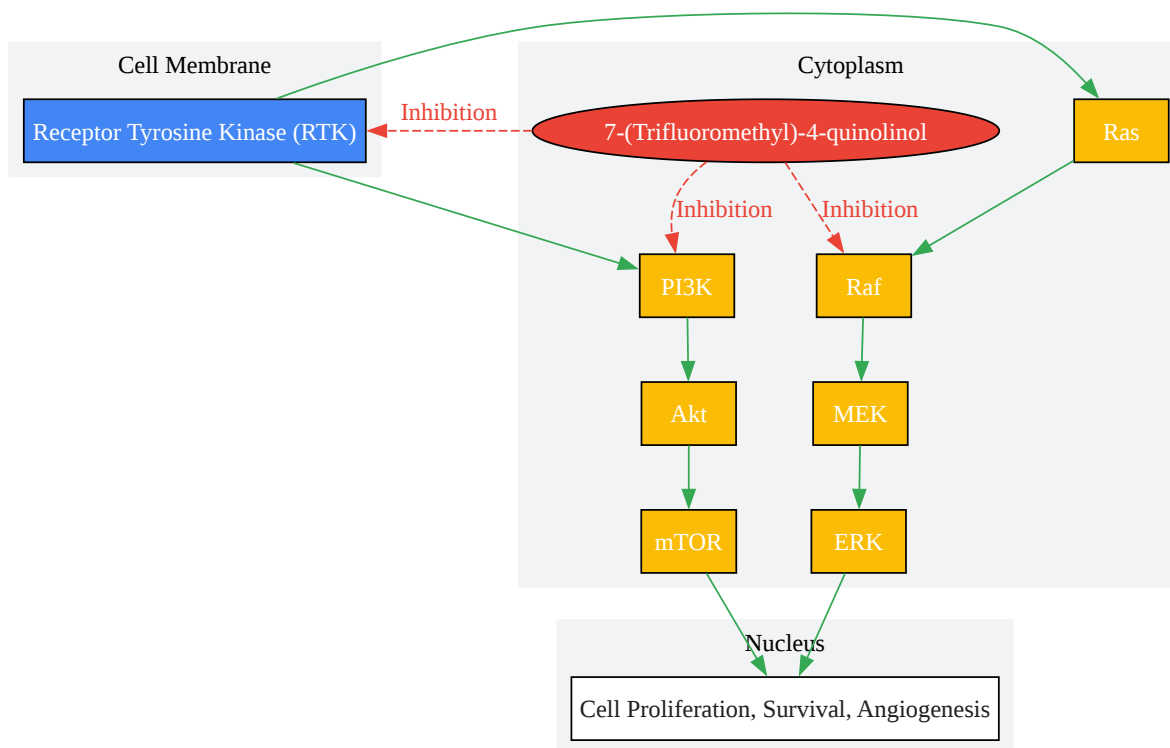 Cell Membrane
Cytoplasm
Receptor Tyrosine Kinase (RTK)
Inhibition
7-(Trifluoromethyl)-4-quinolinol
Ras
Inhibition
Inhibition
PI3K
Raf
Akt
MEK
mTOR
ERK
Nucleus
Cell Proliferation, Survival, Angiogenesis